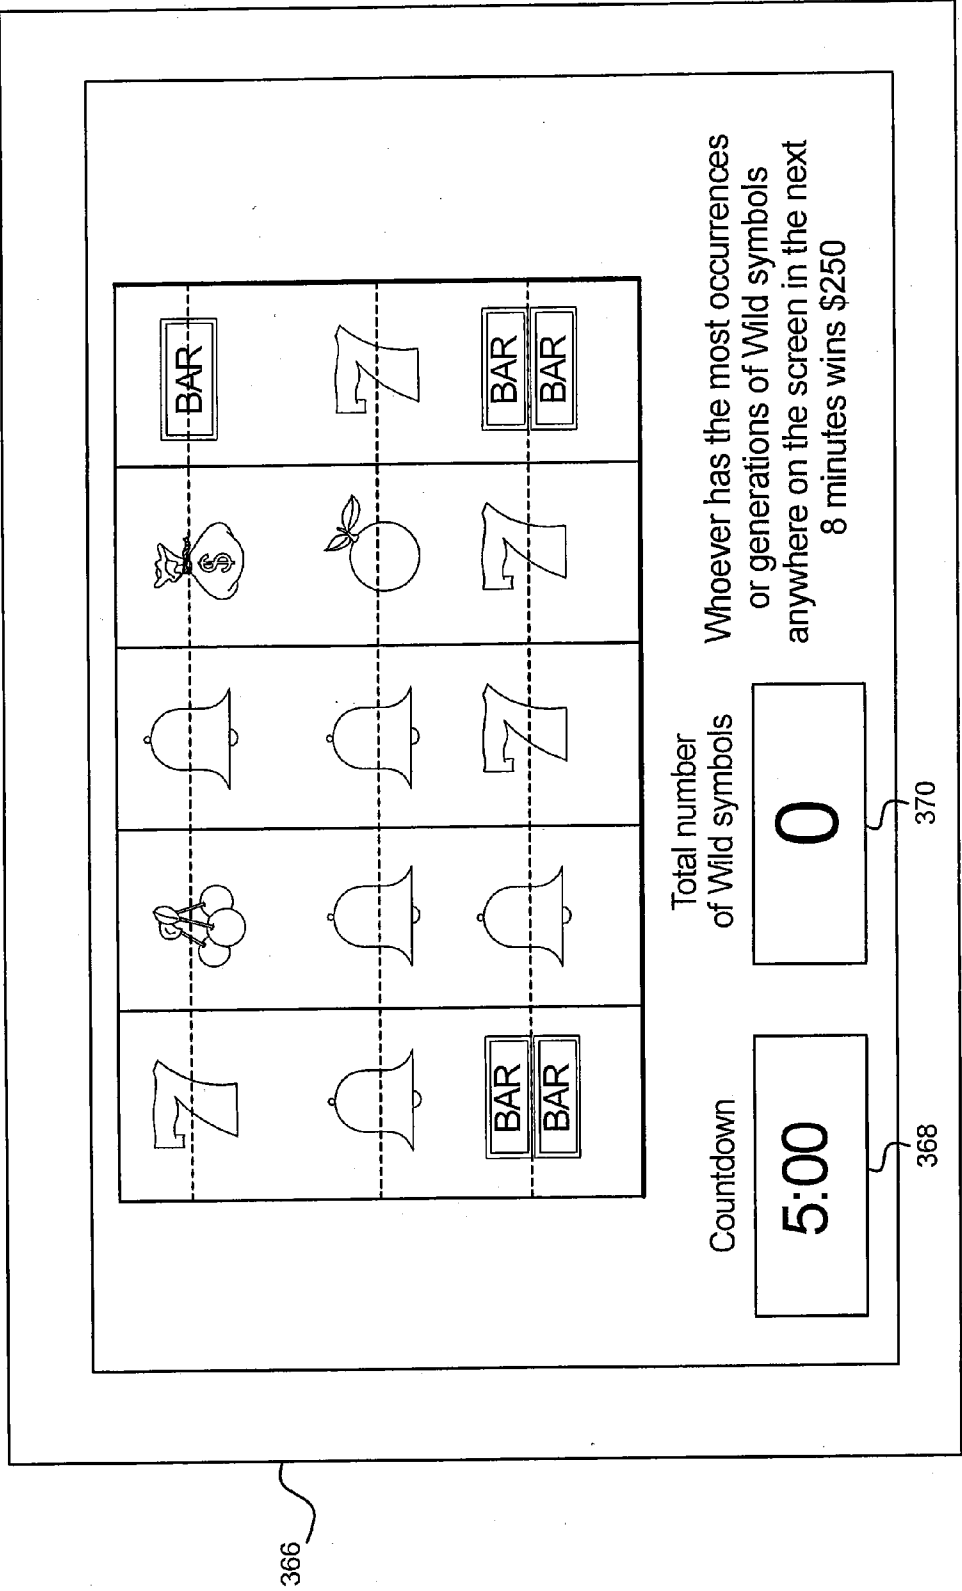 BAR
BAR
BAR
BAR
BAR
$
Countdown
5:00
368
Total number
of Wild symbols
0
370
Whoever has the most occurrences
or generations of Wild symbols
anywhere on the screen in the next
8 minutes wins $250
366